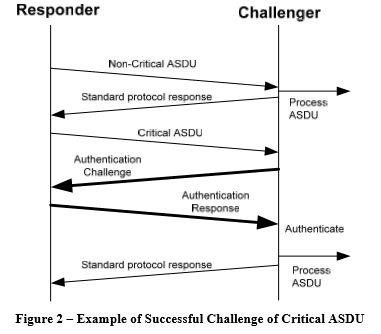 Responder
Challenger
Non-Critical ASDU
Standard protocol response
Process
ASDU
Critical ASDU
Authentication
Challenge
Authentication
Response
Authenticate
Standard protocol response
Process
ASDU
Figure 2 – Example of Successful Challenge of Critical ASDU